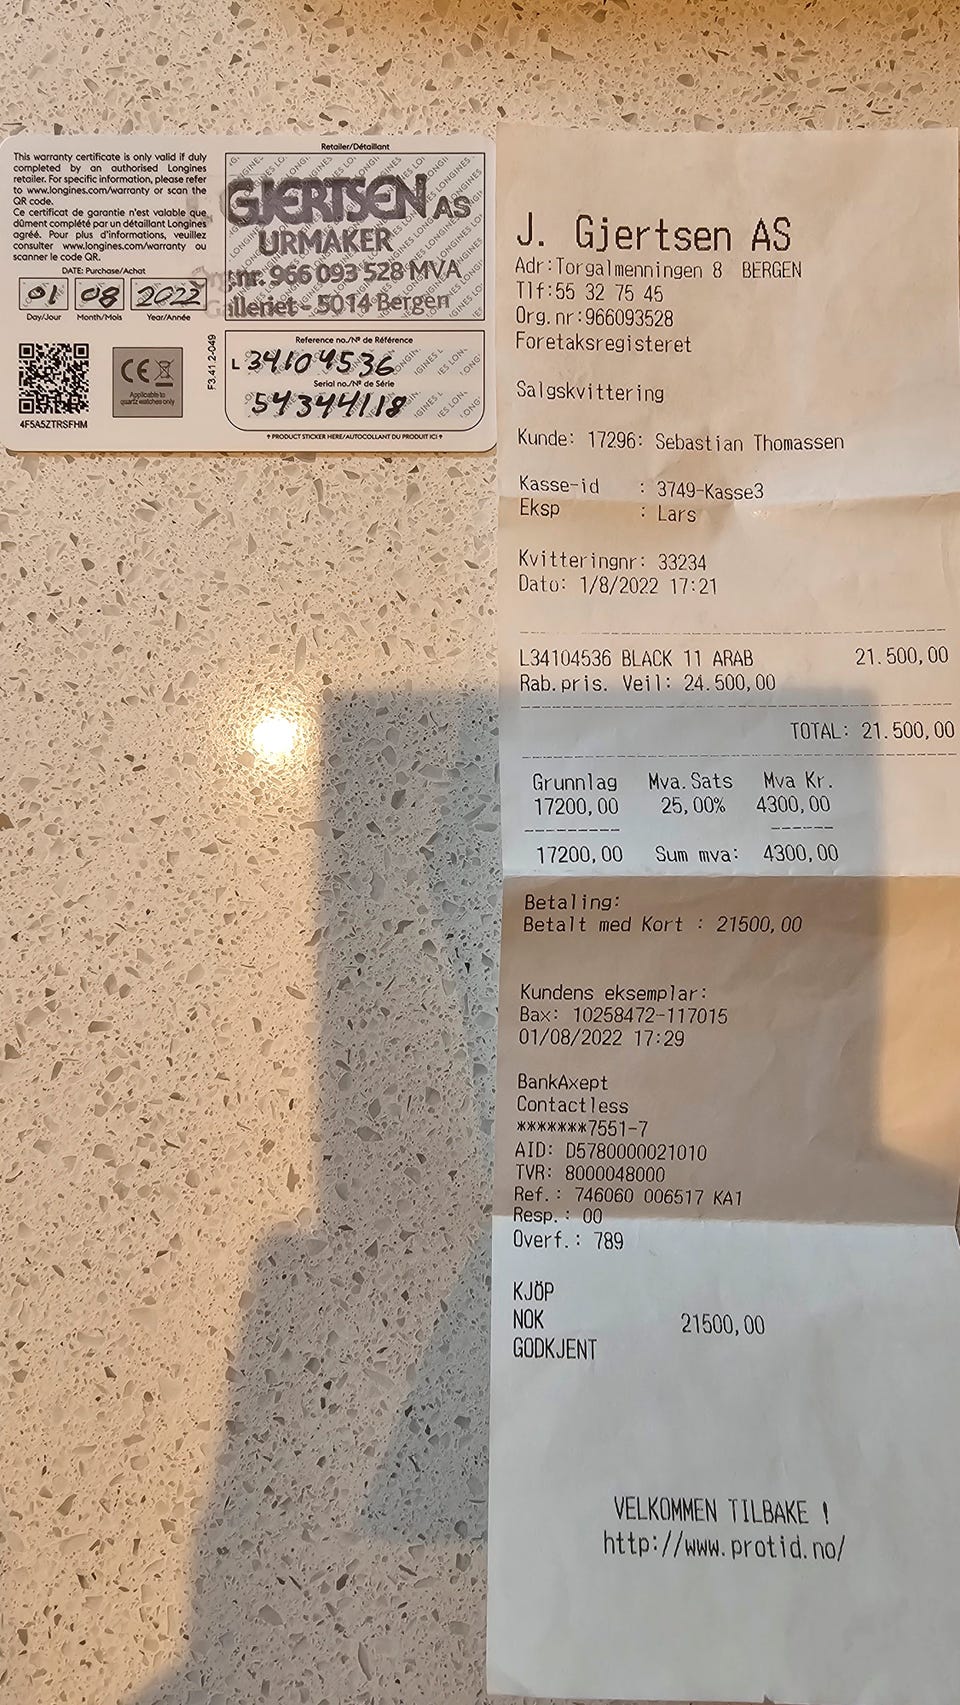 This warranty certificate is only valid if duly
completed by an authorised Longines
retailer. For specific information, please refer
to www.longines.com/warranty or scan the
QR code.
Ce certificat de garantie n'est valable que
dûment complété par un détaillant Longines
agréé. Pour plus d'informations, veuillez
consulter www.longines.com/warranty ou
scanner le code QR.
DATE: Purchase/Achat
01 08 2022
Day/Jour Month/Mois Year/Année
4F5A5ZTRSFHM
CE
Applicable to
quartz watches only
F3.41.2-049
Retailer/Détaillant
GJERTSEN AS
URMAKER
.nr. 966 093 528 MVA
alleriet - 5014 Bergen
Reference no./Nº de Référence
L 34104536
Serial no./Nº de Série
54344118
↑ PRODUCT STICKER HERE/AUTOCOLLANT DU PRODUIT ICI ↑
J. Gjertsen AS
Adr:Torgalmenningen 8 BERGEN
Tlf:55 32 75 45
Org.nr:966093528
Foretaksregisteret
Salgskvittering
Kunde: 17296: Sebastian Thomassen
Kasse-id : 3749-Kasse3
Eksp : Lars
Kvitteringnr: 33234
Dato: 1/8/2022 17:21
L34104536 BLACK 11 ARAB 21.500,00
Rab.pris. Veil: 24.500,00
TOTAL: 21.500,00
Grunnlag Mva.Sats Mva Kr.
17200,00 25,00% 4300,00
17200,00 Sum mva: 4300,00
Betaling:
Betalt med Kort : 21500,00
Kundens eksemplar:
Bax: 10258472-117015
01/08/2022 17:29
BankAxept
Contactless
*******7551-7
AID: D5780000021010
TVR: 8000048000
Ref.: 746060 006517 KA1
Resp.: 00
Overf.: 789
KJÖP
NOK 21500,00
GODKJENT
VELKOMMEN TILBAKE !
http://www.protid.no/